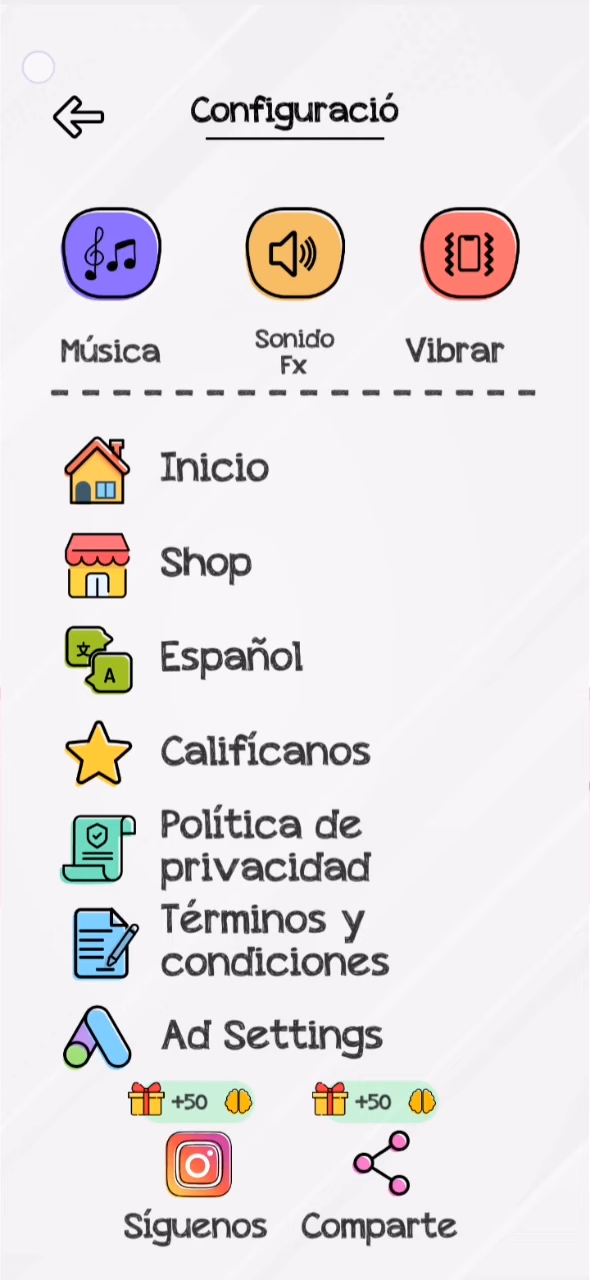 Configuració
Música
Sonido
Fx
Vibrar
Inicio
Shop
文
A
Español
Califícanos
Política de
privacidad
Términos y
condiciones
Ad Settings
+50
+50
Síguenos
Comparte